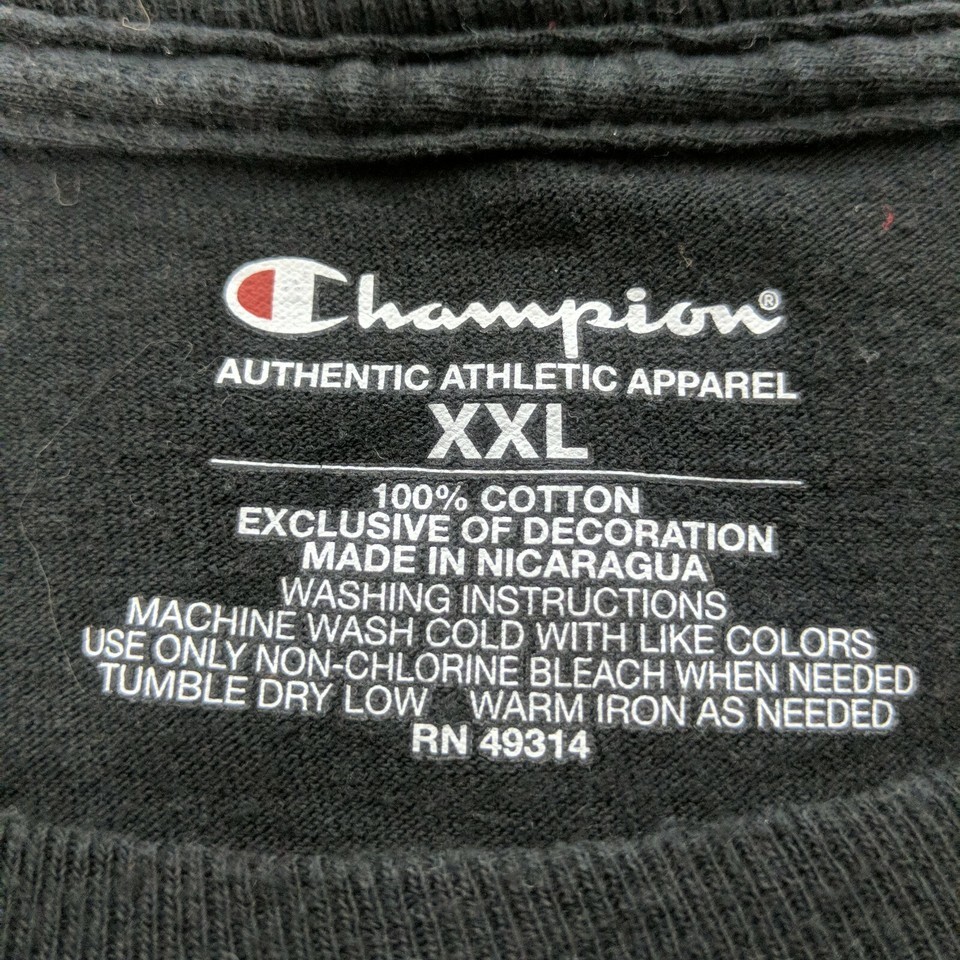 Champion®
AUTHENTIC ATHLETIC APPAREL
XXL
100% COTTON
EXCLUSIVE OF DECORATION
MADE IN NICARAGUA
WASHING INSTRUCTIONS
MACHINE WASH COLD WITH LIKE COLORS
USE ONLY NON-CHLORINE BLEACH WHEN NEEDED
TUMBLE DRY LOW WARM IRON AS NEEDED
RN 49314